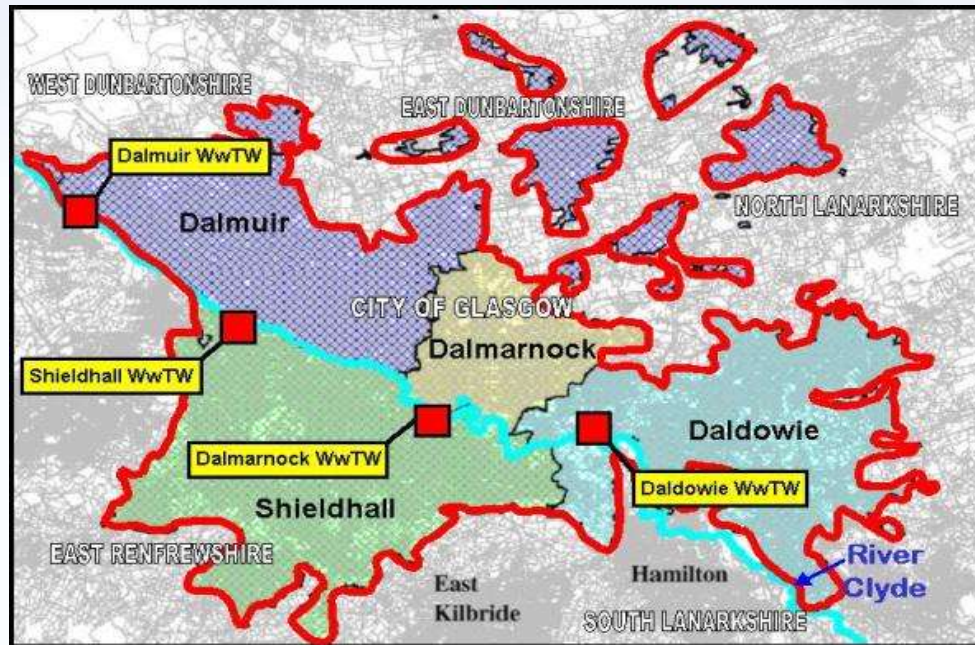 WEST DUNBARTONSHIRE
EAST DUNBARTONSHIRE
Dalmuir WwTW
NORTH LANARKSHIRE
Dalmuir
CITY OF GLASGOW
Dalmarnock
Shieldhall WwTW
Daldowie
Dalmarnock WwTW
Daldowie WwTW
Shieldhall
EAST RENFREWSHIRE
River
Clyde
East
Kilbride
Hamilton
SOUTH LANARKSHIRE